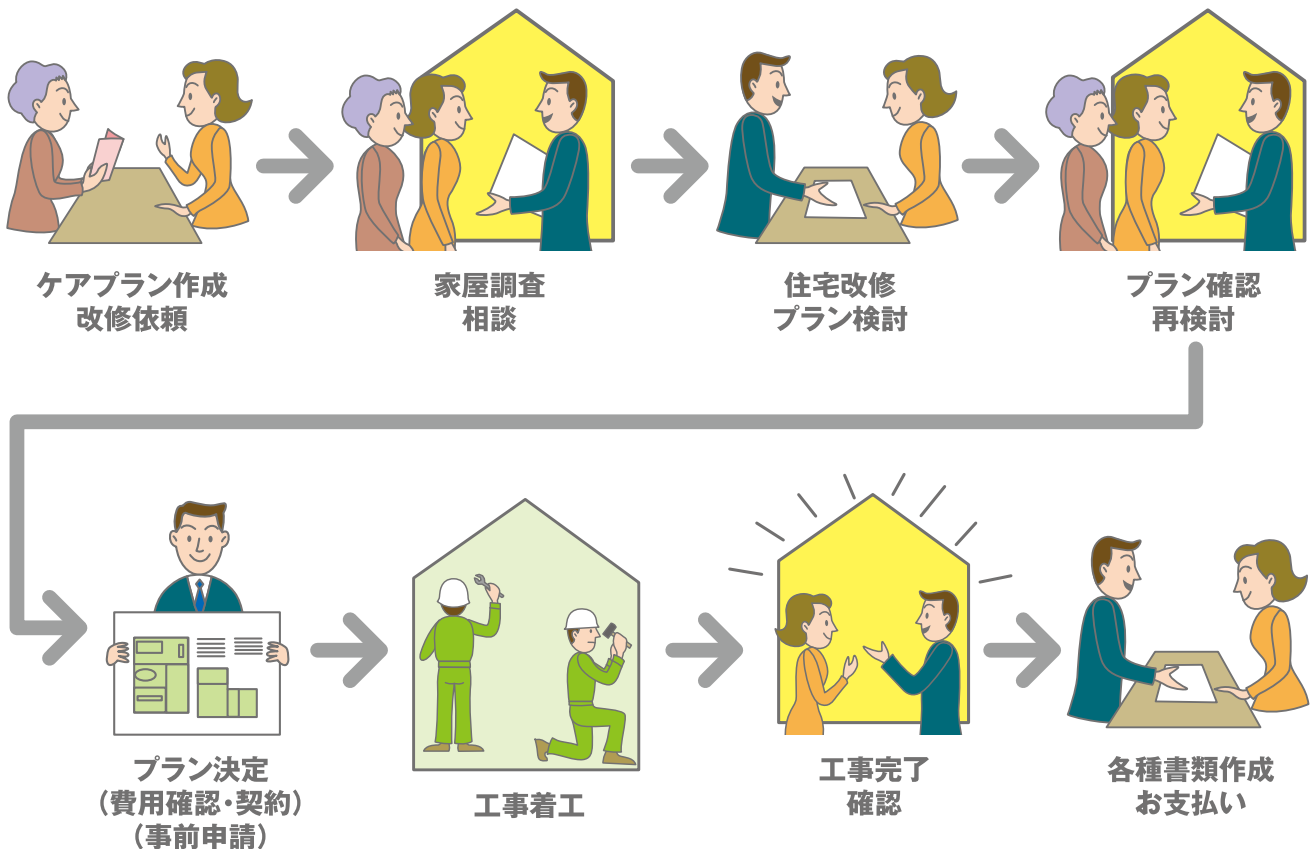 ケアプラン作成
改修依頼
家屋調査
相談
住宅改修
プラン検討
プラン確認
再検討
プラン決定
（費用確認・契約）
（事前申請）
工事着工
工事完了
確認
各種書類作成
お支払い